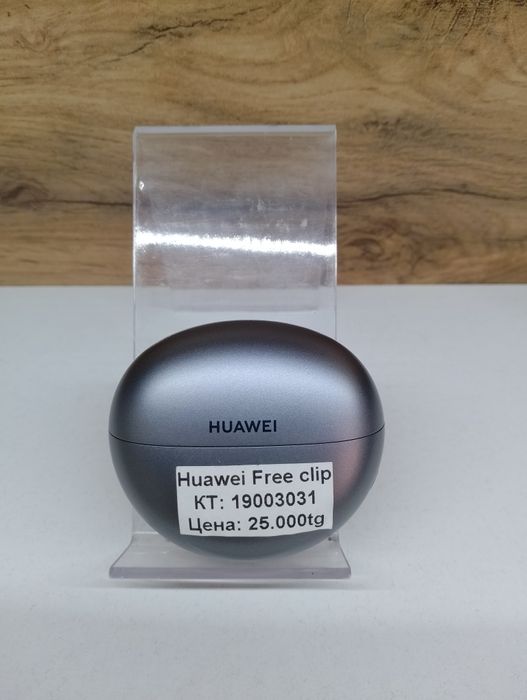 HUAWEI
Huawei Free clip
КТ: 19003031
Цена: 25.000tg